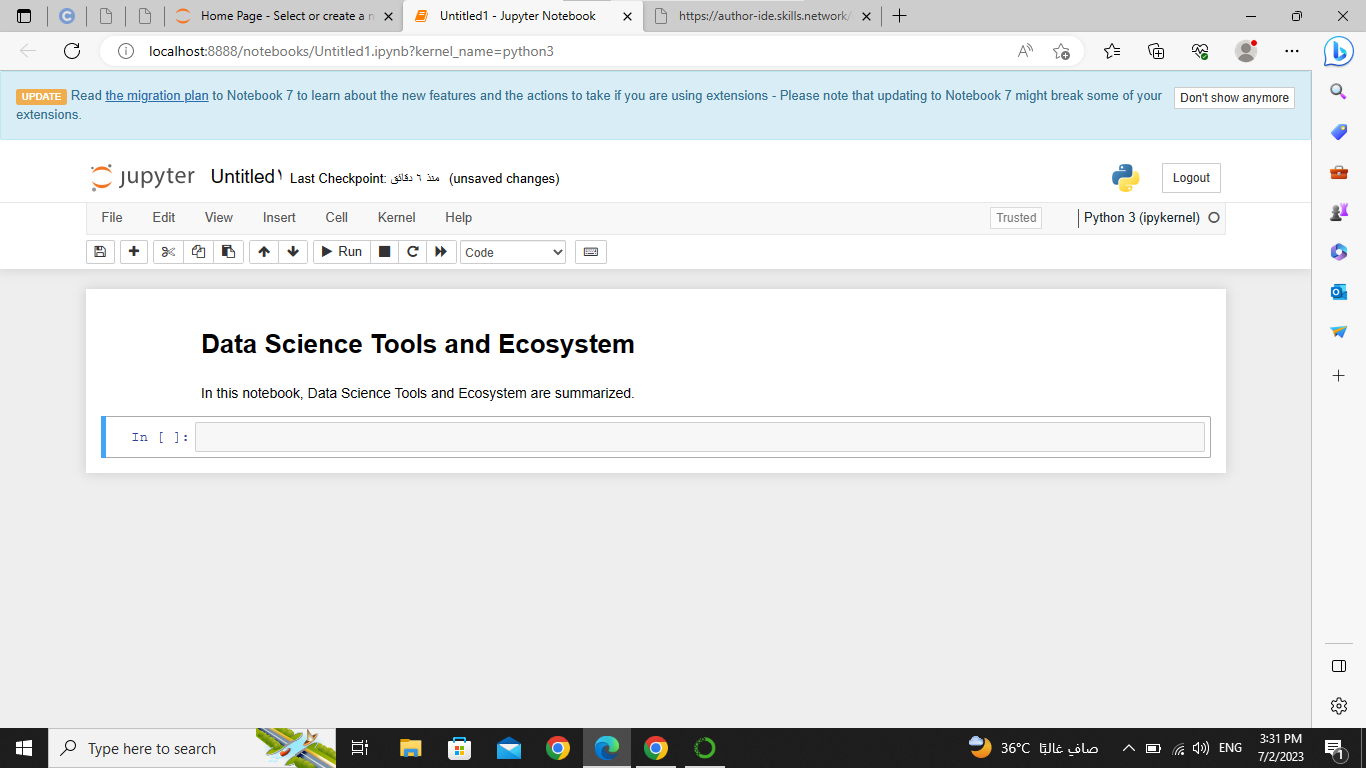 Home Page - Select or create a n
Untitled1 - Jupyter Notebook
https://author-ide.skills.network/
localhost:8888/notebooks/Untitled1.ipynb?kernel_name=python3
UPDATE Read the migration plan to Notebook 7 to learn about the new features and the actions to take if you are using extensions - Please note that updating to Notebook 7 might break some of your
extensions.
Don't show anymore
jupyter Untitled١ Last Checkpoint: منذ ٦ دقائق (unsaved changes)
Logout
File Edit View Insert Cell Kernel Help
Trusted
Python 3 (ipykernel)
Run
Code
Data Science Tools and Ecosystem
In this notebook, Data Science Tools and Ecosystem are summarized.
In [ ]:
Type here to search
36°C صافٍ غالبًا
ENG
3:31 PM
7/2/2023
1